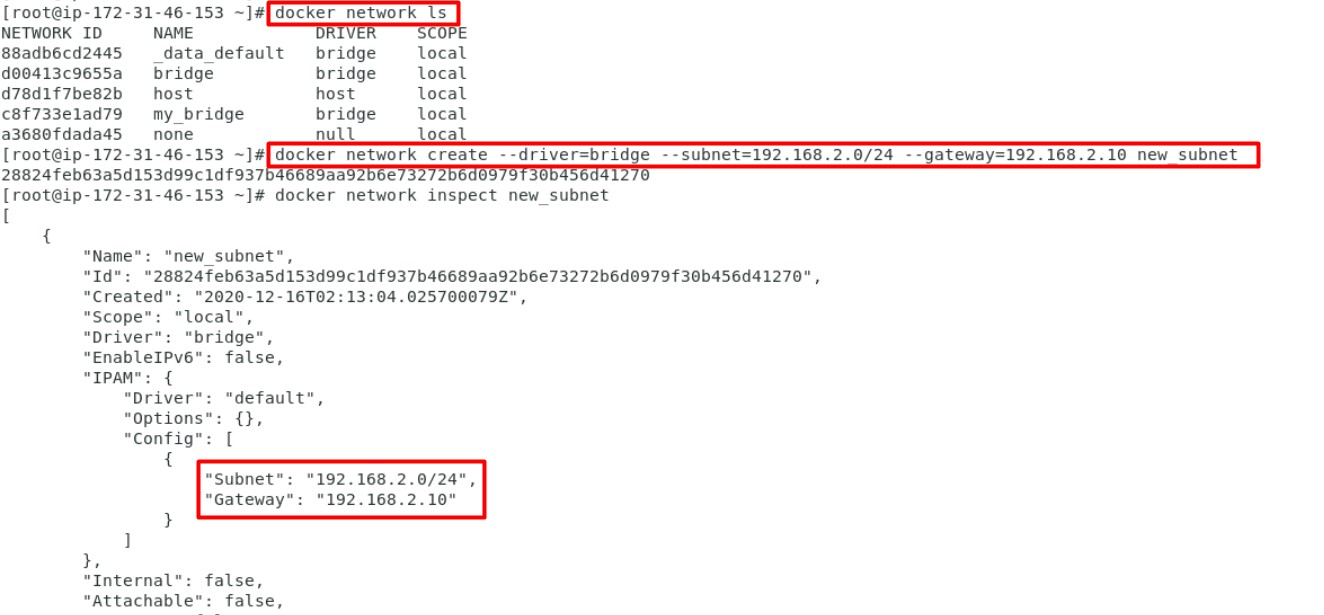 [root@ip-172-31-46-153 ~]# docker network ls
NETWORK ID     NAME            DRIVER    SCOPE
88adb6cd2445   _data_default   bridge    local
d00413c9655a   bridge          bridge    local
d78d1f7be82b   host            host      local
c8f733e1ad79   my_bridge       bridge    local
a3680fdada45   none            null      local
[root@ip-172-31-46-153 ~]# docker network create --driver=bridge --subnet=192.168.2.0/24 --gateway=192.168.2.10 new_subnet
28824feb63a5d153d99c1df937b46689aa92b6e73272b6d0979f30b456d41270
[root@ip-172-31-46-153 ~]# docker network inspect new_subnet
[
    {
        "Name": "new_subnet",
        "Id": "28824feb63a5d153d99c1df937b46689aa92b6e73272b6d0979f30b456d41270",
        "Created": "2020-12-16T02:13:04.025700079Z",
        "Scope": "local",
        "Driver": "bridge",
        "EnableIPv6": false,
        "IPAM": {
            "Driver": "default",
            "Options": {},
            "Config": [
                {
                    "Subnet": "192.168.2.0/24",
                    "Gateway": "192.168.2.10"
                }
            ]
        },
        "Internal": false,
        "Attachable": false,